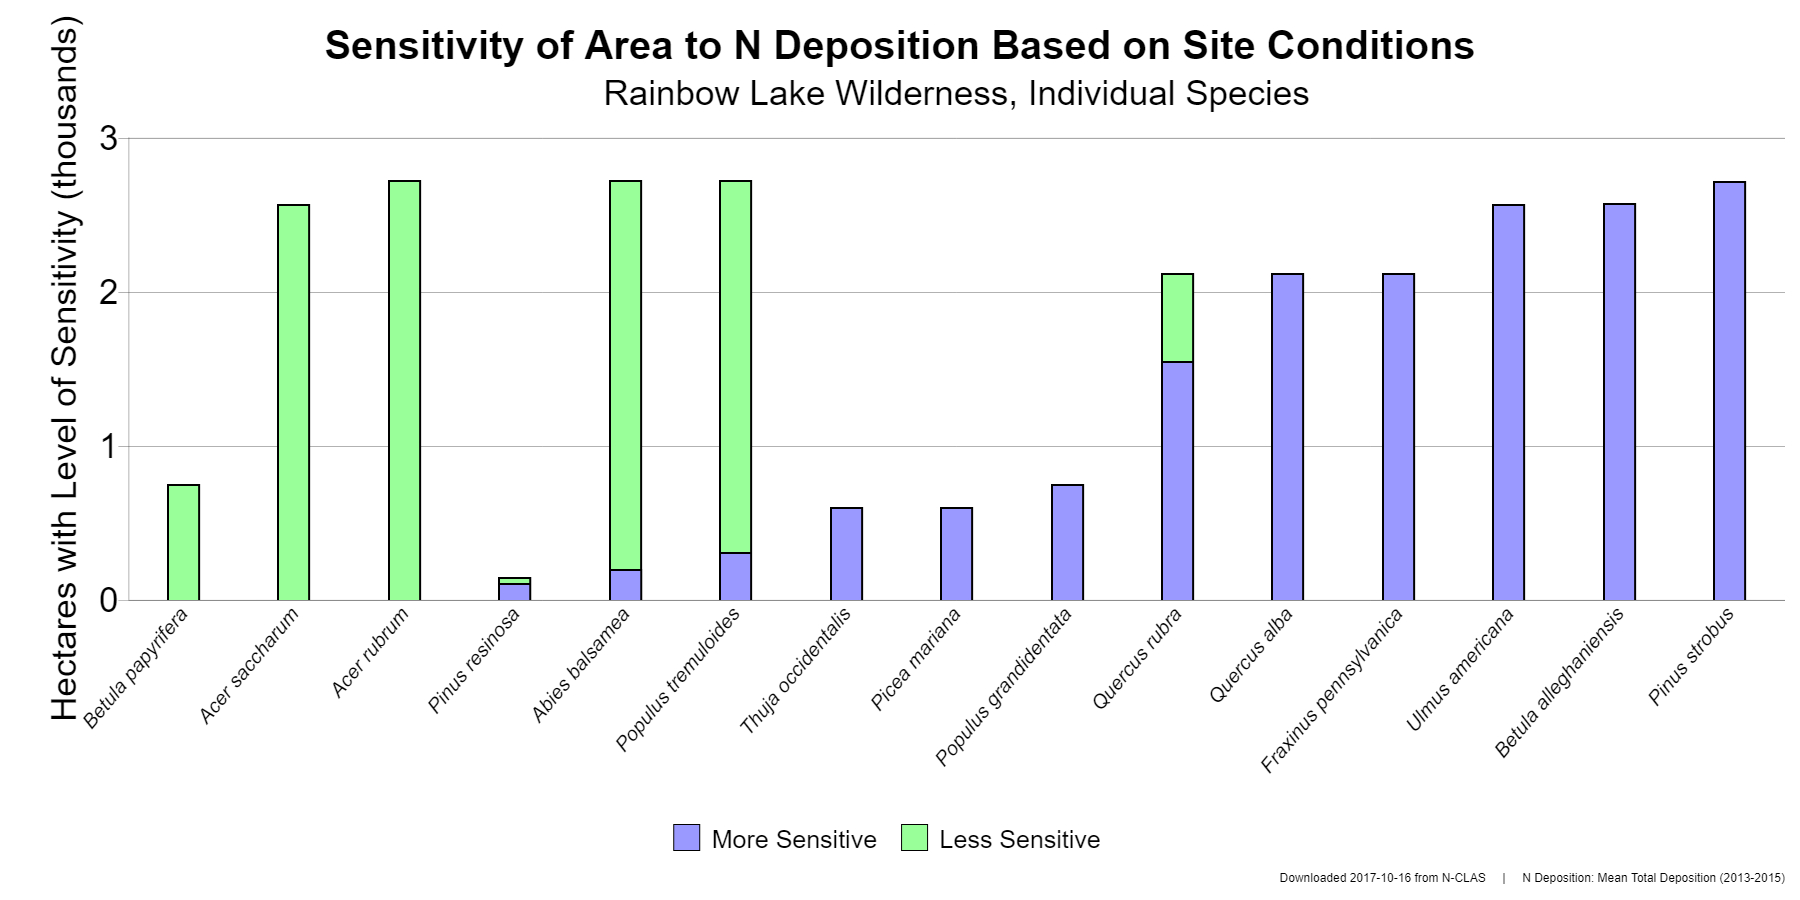 Sensitivity of Area to N Deposition Based on Site Conditions
Rainbow Lake Wilderness, Individual Species
Hectares with Level of Sensitivity (thousands)
3
2
1
0
Betula papyrifera
Acer saccharum
Acer rubrum
Pinus resinosa
Abies balsamea
Populus tremuloides
Thuja occidentalis
Picea mariana
Populus grandidentata
Quercus rubra
Quercus alba
Fraxinus pennsylvanica
Ulmus americana
Betula alleghaniensis
Pinus strobus
More Sensitive
Less Sensitive
Downloaded 2017-10-16 from N-CLAS | N Deposition: Mean Total Deposition (2013-2015)